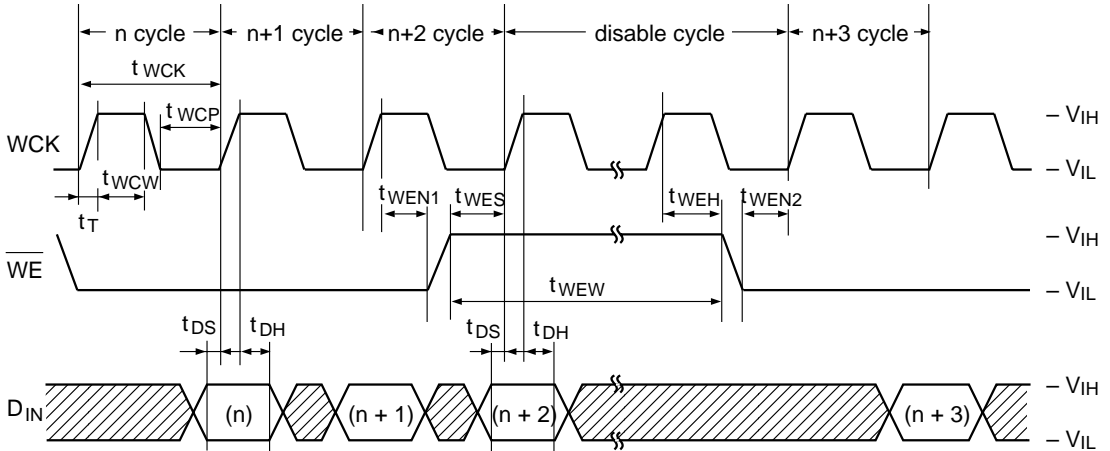 n cycle n+1 cycle n+2 cycle disable cycle n+3 cycle
tWCK
tWCP
WCK
– VIH
– VIL
tWCW
tT
tWEN1 tWES tWEH tWEN2
WE
– VIH
– VIL
tWEW
tDS tDH tDS tDH
DIN
– VIH
– VIL
(n) (n + 1) (n + 2) (n + 3)